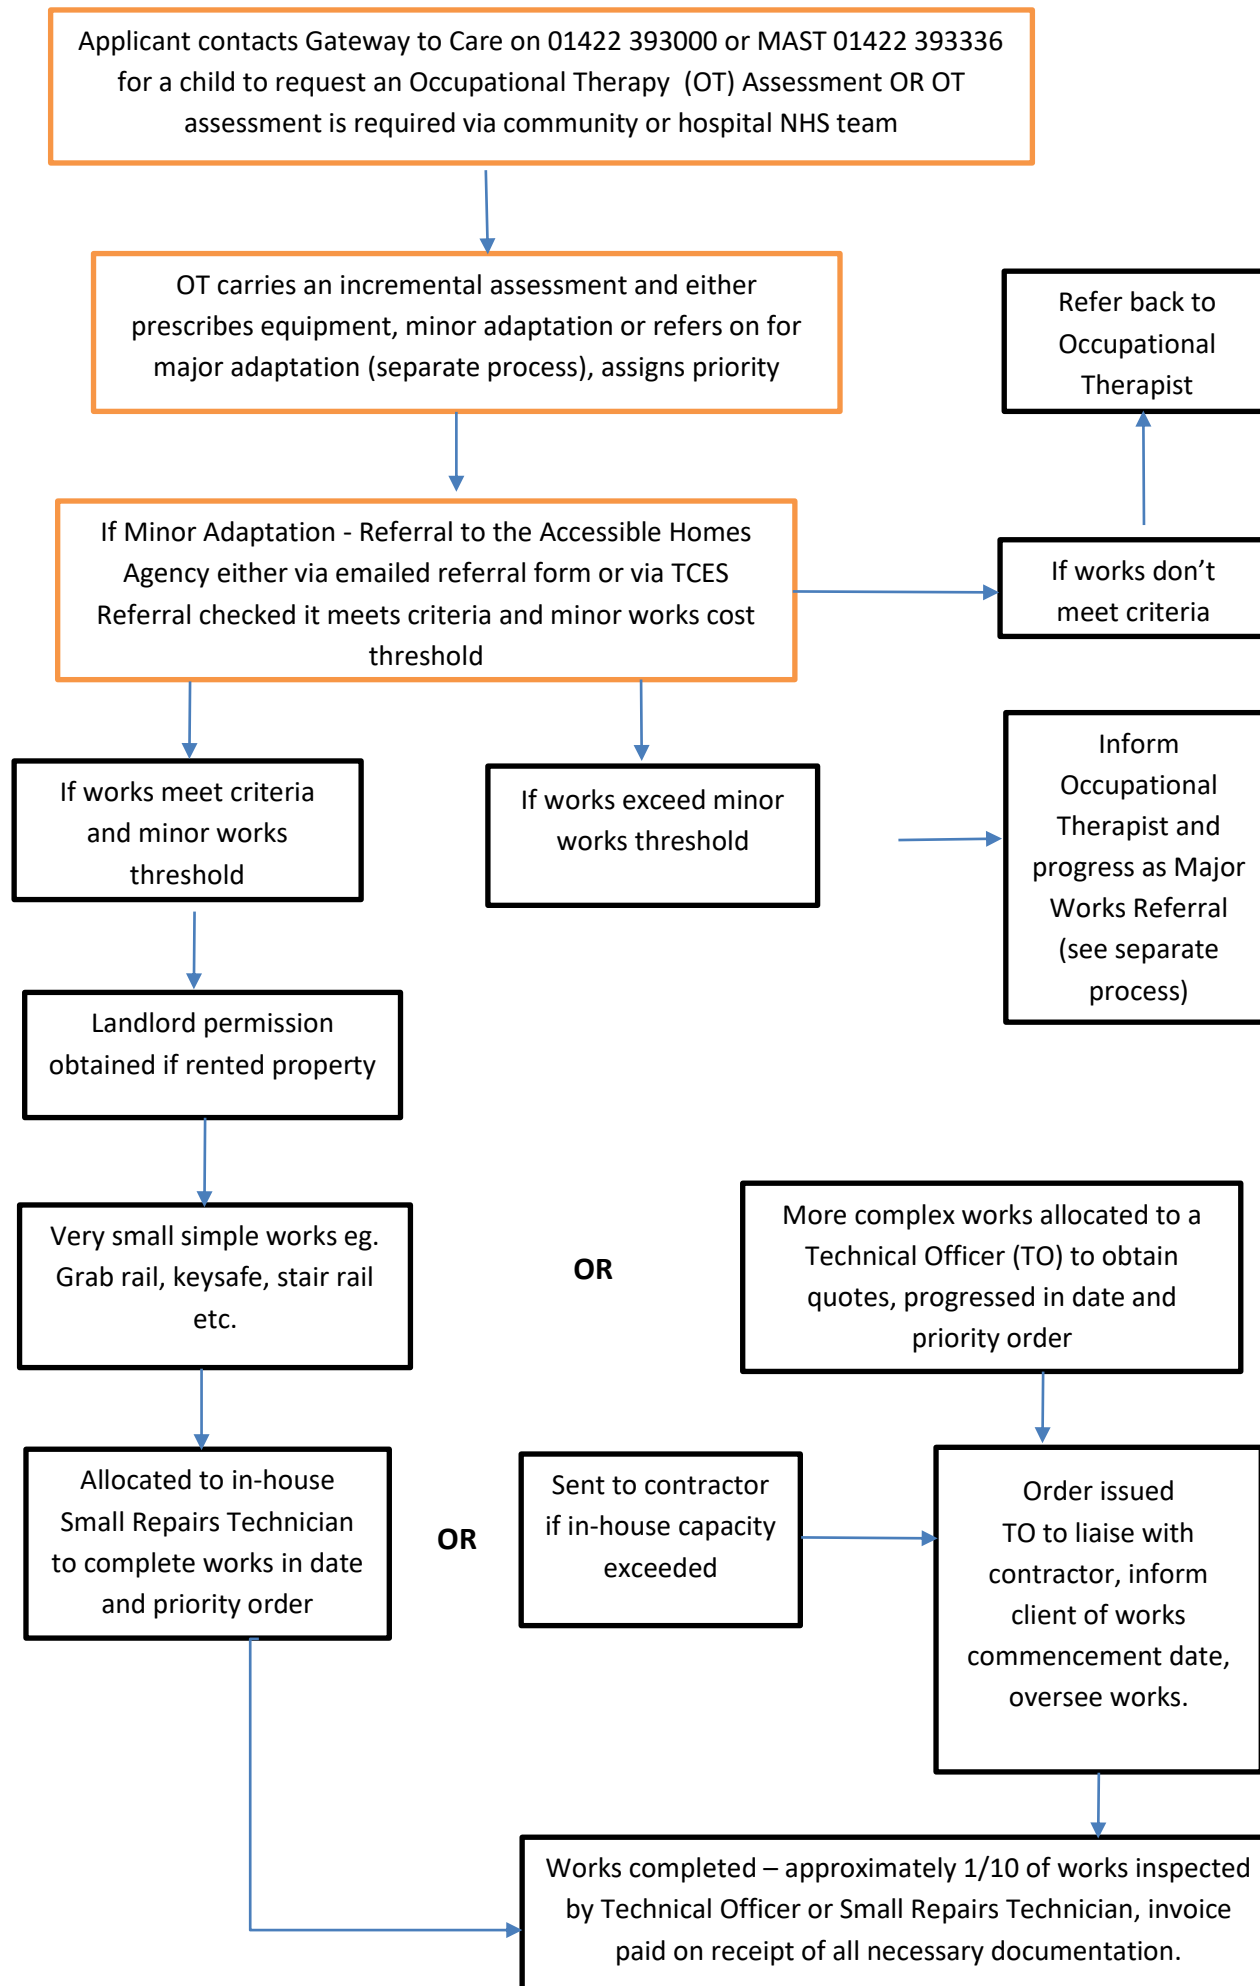 Applicant contacts Gateway to Care on 01422 393000 or MAST 01422 393336
for a child to request an Occupational Therapy (OT) Assessment OR OT
assessment is required via community or hospital NHS team
OT carries an incremental assessment and either
prescribes equipment, minor adaptation or refers on for
major adaptation (separate process), assigns priority
Refer back to
Occupational
Therapist
If Minor Adaptation - Referral to the Accessible Homes
Agency either via emailed referral form or via TCES
Referral checked it meets criteria and minor works cost
threshold
If works don’t
meet criteria
If works meet criteria
and minor works
threshold
If works exceed minor
works threshold
Inform
Occupational
Therapist and
progress as Major
Works Referral
(see separate
process)
Landlord permission
obtained if rented property
Very small simple works eg.
Grab rail, keysafe, stair rail
etc.
OR
More complex works allocated to a
Technical Officer (TO) to obtain
quotes, progressed in date and
priority order
Allocated to in-house
Small Repairs Technician
to complete works in date
and priority order
OR
Sent to contractor
if in-house capacity
exceeded
Order issued
TO to liaise with
contractor, inform
client of works
commencement date,
oversee works.
Works completed – approximately 1/10 of works inspected
by Technical Officer or Small Repairs Technician, invoice
paid on receipt of all necessary documentation.